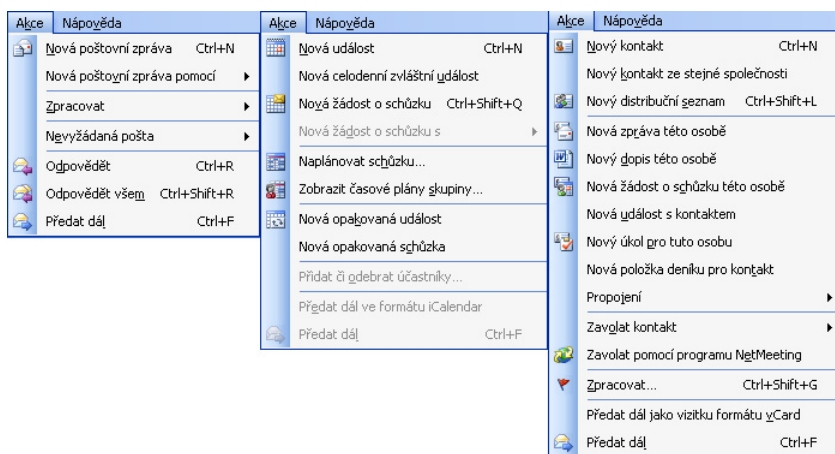 Akce Nápověda
Nová poštovní zpráva Ctrl+N
Nová poštovní zpráva pomocí
Zpracovat
Nevyžádaná pošta
Odpovědět Ctrl+R
Odpovědět všem Ctrl+Shift+R
Předat dál Ctrl+F
Akce Nápověda
Nová událost Ctrl+N
Nová celodenní zvláštní událost
Nová žádost o schůzku Ctrl+Shift+Q
Nová žádost o schůzku s
Naplánovat schůzku...
Zobrazit časové plány skupiny...
Nová opakovaná událost
Nová opakovaná schůzka
Přidat či odebrat účastníky...
Předat dál ve formátu iCalendar
Předat dál Ctrl+F
Akce Nápověda
Nový kontakt Ctrl+N
Nový kontakt ze stejné společnosti
Nový distribuční seznam Ctrl+Shift+L
Nová zpráva této osobě
Nový dopis této osobě
Nová žádost o schůzku této osobě
Nová událost s kontaktem
Nový úkol pro tuto osobu
Nová položka deníku pro kontakt
Propojení
Zavolat kontakt
Zavolat pomocí programu NetMeeting
Zpracovat... Ctrl+Shift+G
Předat dál jako vizitku formátu vCard
Předat dál Ctrl+F